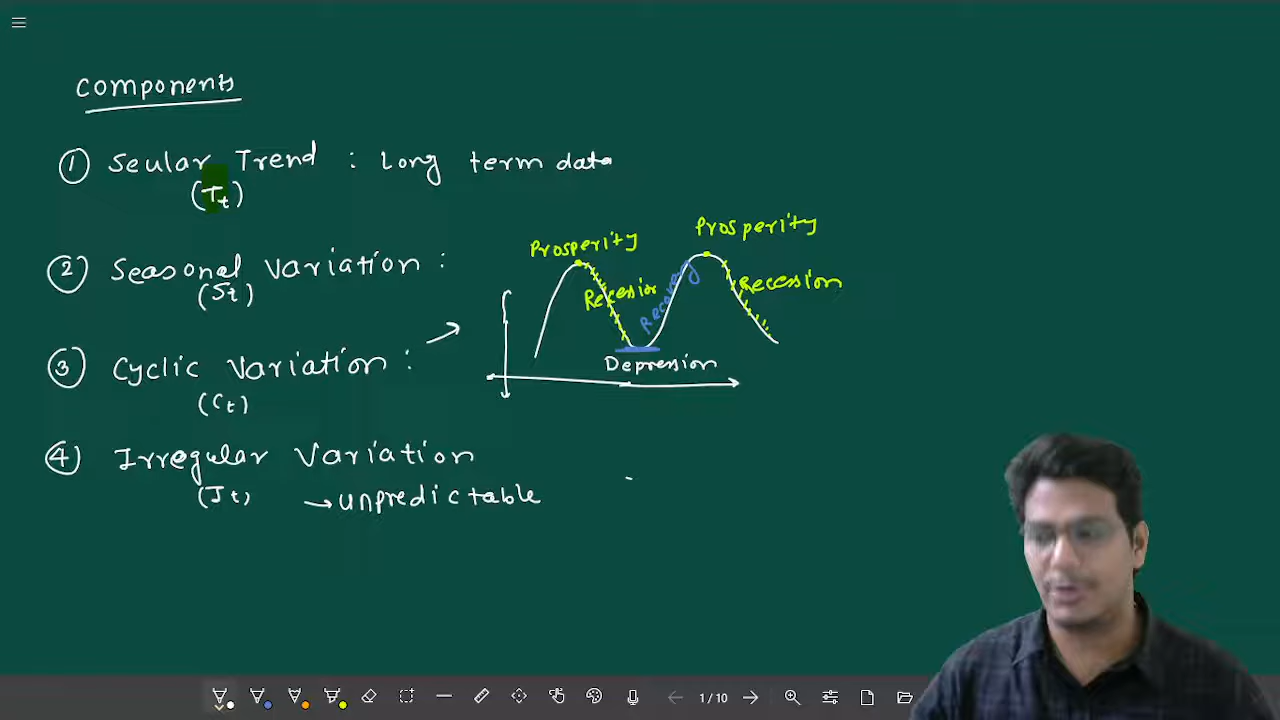 Components
① Seular Trend : Long term data
(Tt)
② Seasonal Variation :
(St)
Prosperity
Recession
Recovery
Prosperity
Recession
Depression
③ Cyclic Variation :
(Ct)
④ Irregular Variation
(It) → unpredictable
1/10